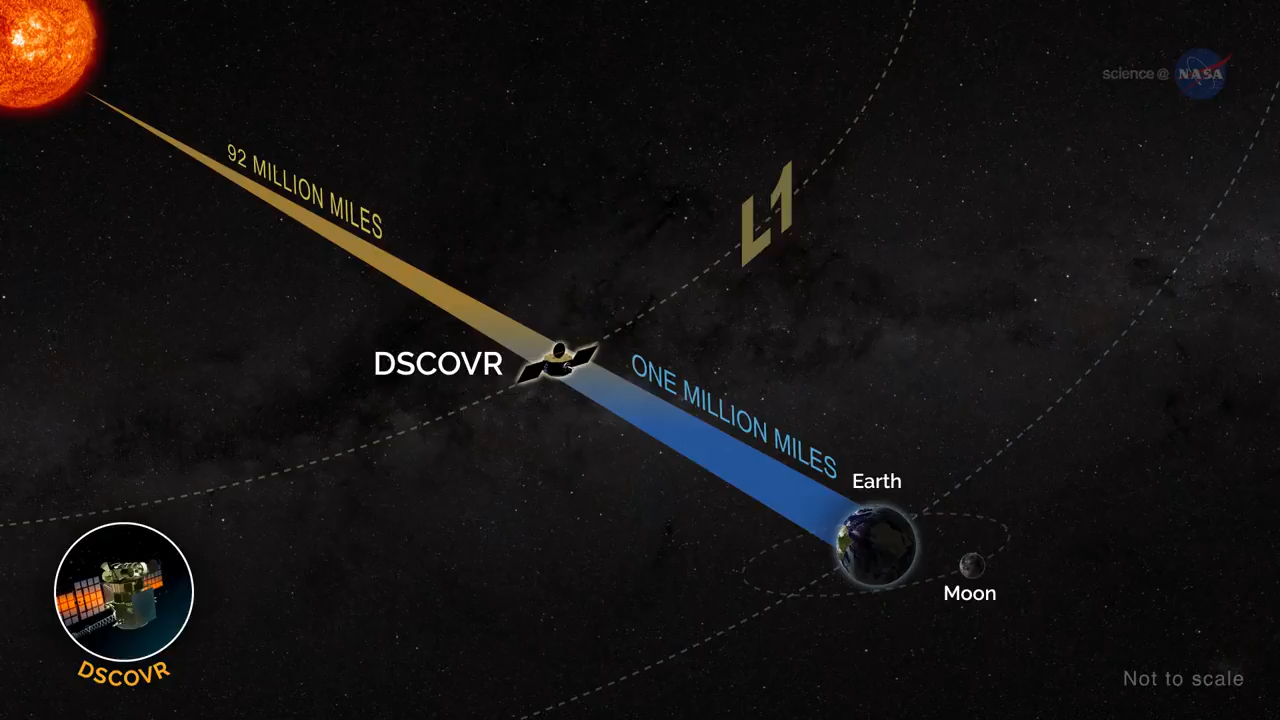 science@ NASA
92 MILLION MILES
L1
DSCOVR
ONE MILLION MILES
Earth
Moon
DSCOVR
Not to scale